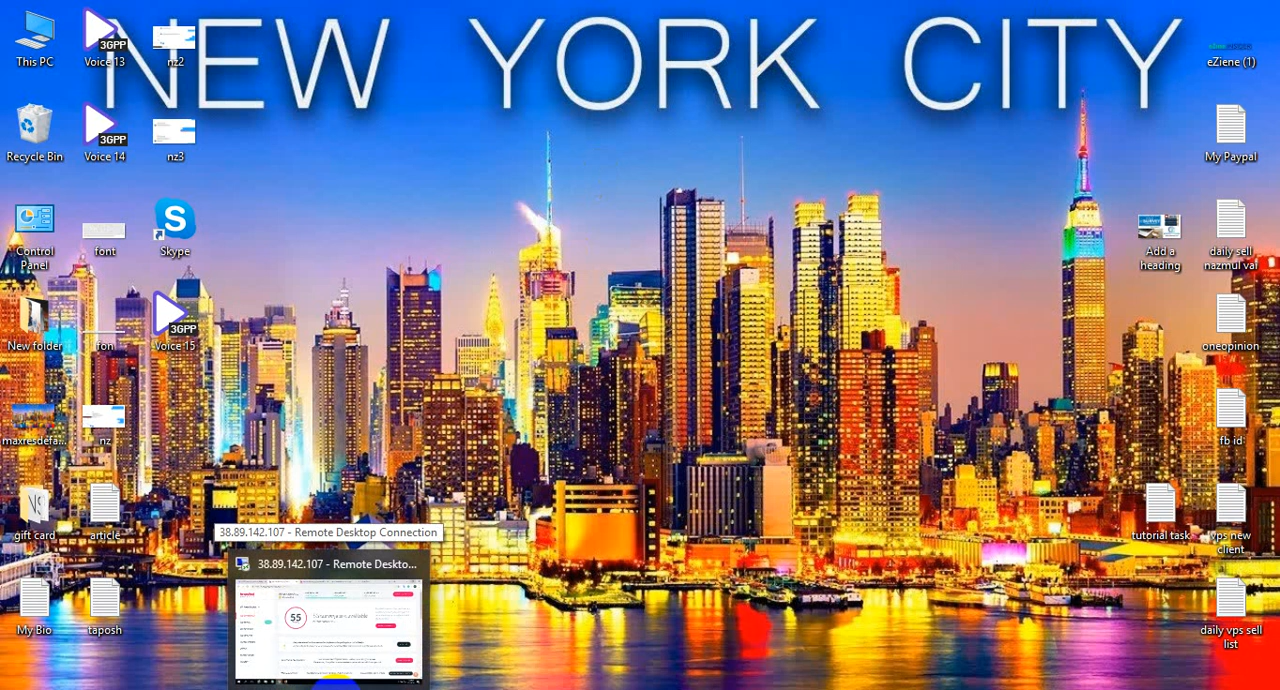 NEW YORK CITY
This PC
Voice 13
3GPP
nz2
eZiene (1)
Recycle Bin
Voice 14
3GPP
nz3
My Paypal
Control
Panel
font
Skype
Add a
heading
daily sell
nazmul vai
New folder
fon
Voice 15
3GPP
oneopinion
maxresdefa...
nz
fb id
gift card
article
tutorial task
vps new
client
38.89.142.107 - Remote Desktop Connection
38.89.142.107 - Remote Deskto...
55
My Bio
taposh
daily vps sell
list